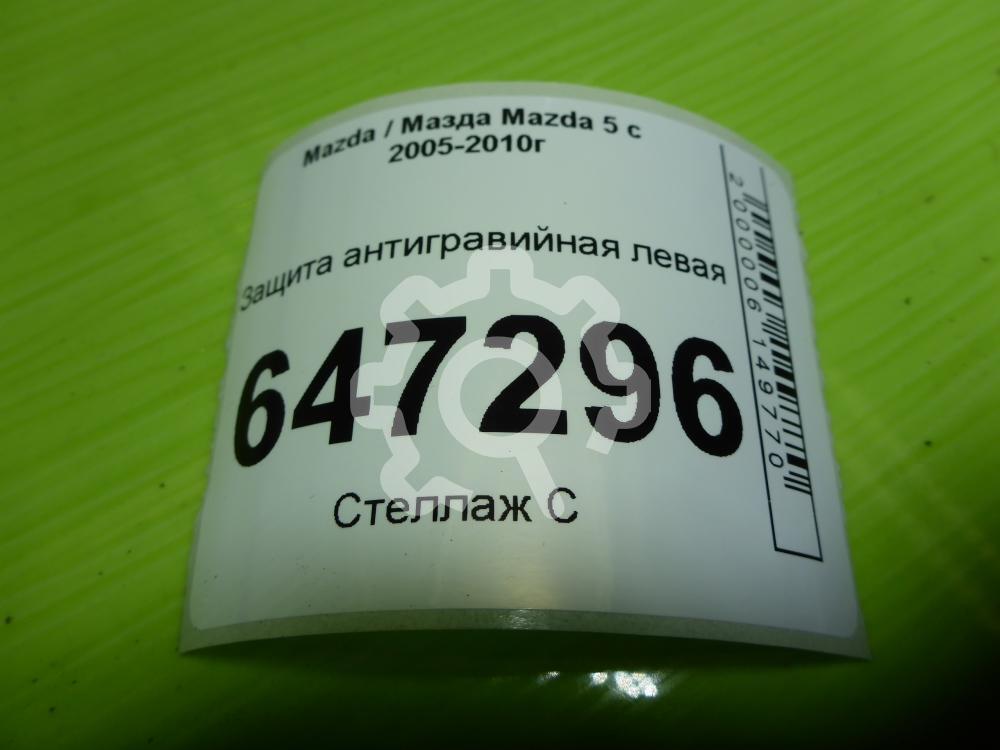 Mazda / Мазда Mazda 5 с
2005-2010г
Защита антигравийная левая
647296
Стеллаж С
2000006149770